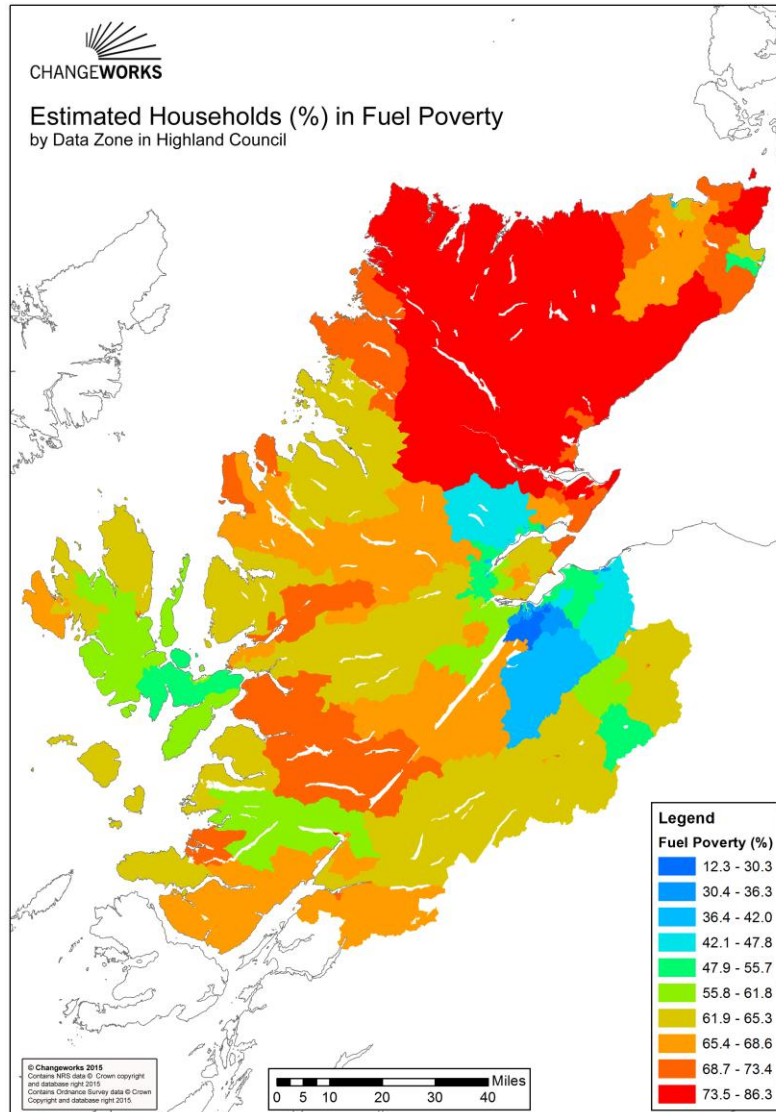 CHANGEWORKS
Estimated Households (%) in Fuel Poverty
by Data Zone in Highland Council
Legend
Fuel Poverty (%)
12.3 - 30.3
30.4 - 36.3
36.4 - 42.0
42.1 - 47.8
47.9 - 55.7
55.8 - 61.8
61.9 - 65.3
65.4 - 68.6
68.7 - 73.4
73.5 - 86.3
© Changeworks 2015
Contains NRS data © Crown copyright
and database right 2015
Contains Ordnance Survey data © Crown
Copyright and database right 2015.
Miles
0 5 10 20 30 40